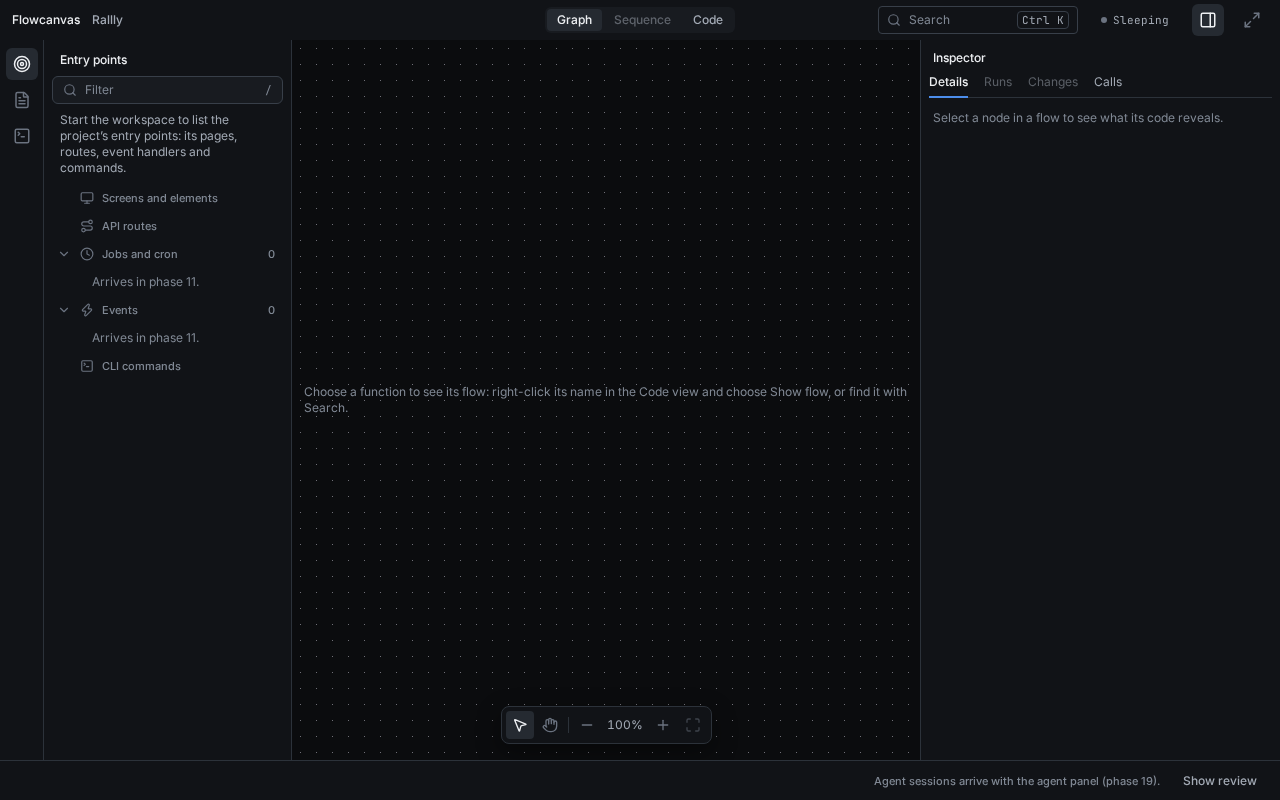 Flowcanvas Rallly
Graph Sequence Code
Search Ctrl K
Sleeping
Entry points
Filter /
Start the workspace to list the
project's entry points: its pages,
routes, event handlers and
commands.
Screens and elements
API routes
Jobs and cron 0
Arrives in phase 11.
Events 0
Arrives in phase 11.
CLI commands
Choose a function to see its flow: right-click its name in the Code view and choose Show flow, or find it with
Search.
100%
Inspector
Details Runs Changes Calls
Select a node in a flow to see what its code reveals.
Agent sessions arrive with the agent panel (phase 19). Show review